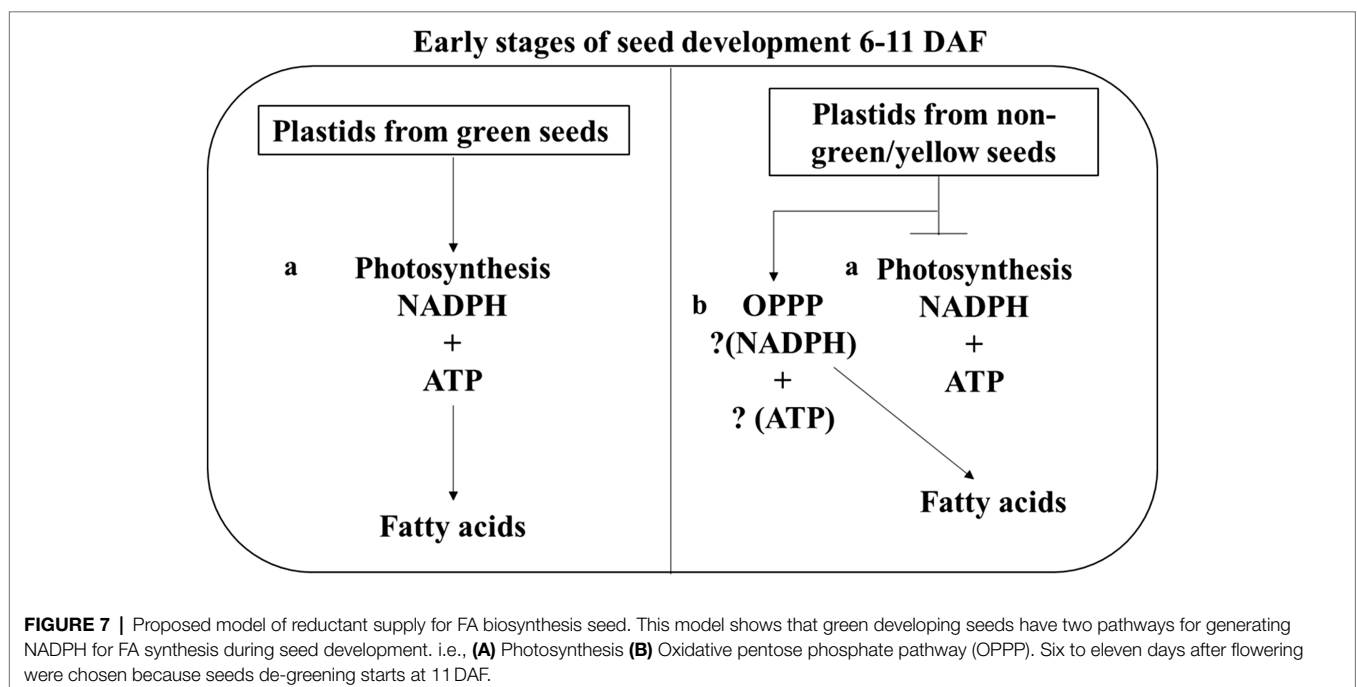 Early stages of seed development 6-11 DAF
Plastids from green seeds
a Photosynthesis
NADPH
+
ATP
Fatty acids
Plastids from non-
green/yellow seeds
b OPPP
?(NADPH)
+
? (ATP)
a Photosynthesis
NADPH
+
ATP
Fatty acids
FIGURE 7 | Proposed model of reductant supply for FA biosynthesis seed. This model shows that green developing seeds have two pathways for generating
NADPH for FA synthesis during seed development. i.e., (A) Photosynthesis (B) Oxidative pentose phosphate pathway (OPPP). Six to eleven days after flowering
were chosen because seeds de-greening starts at 11 DAF.